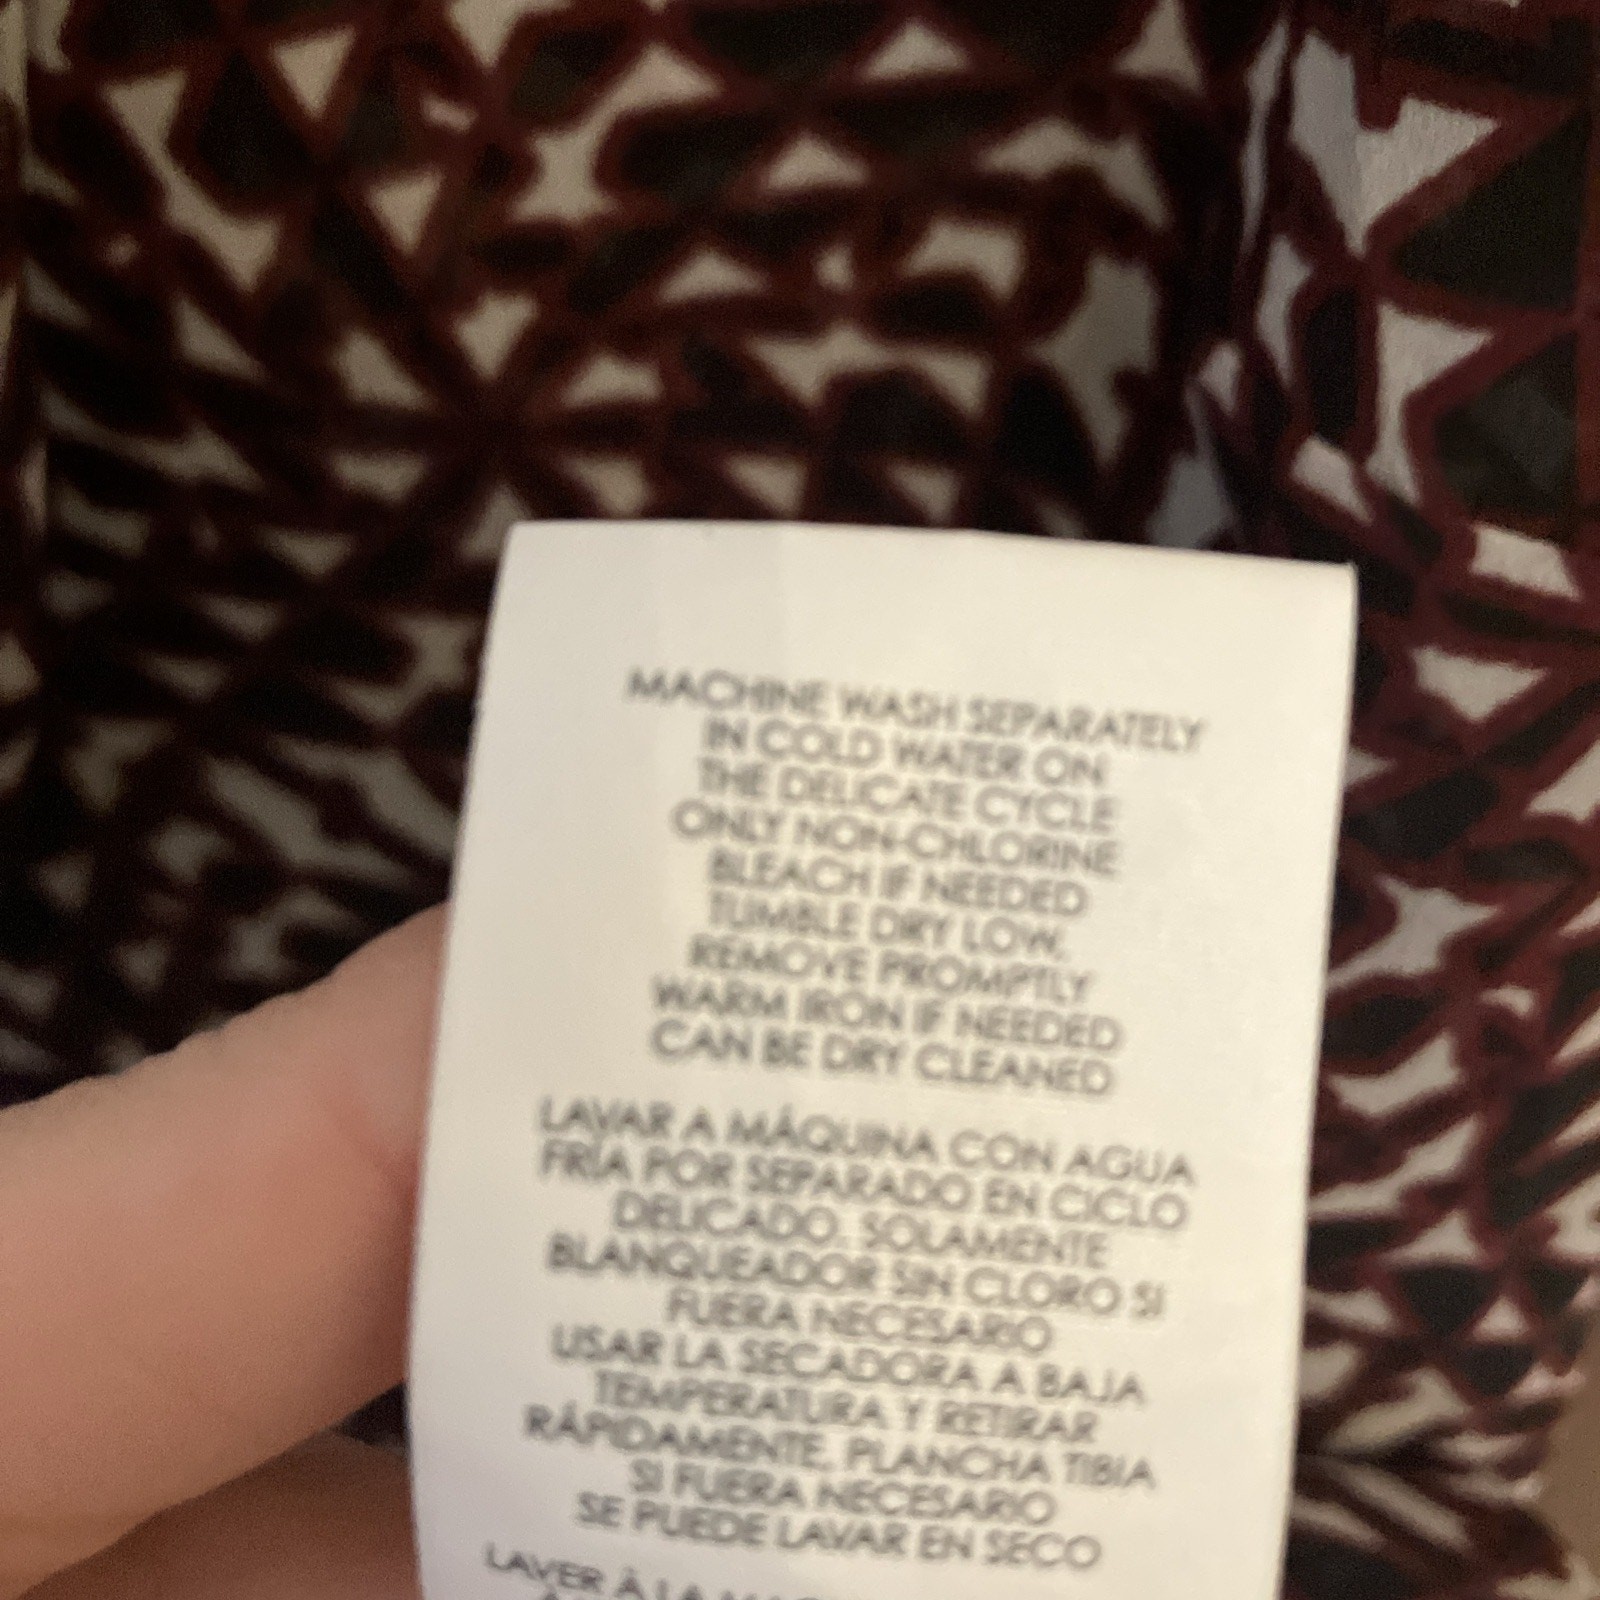 MACHINE WASH SEPARATELY
IN COLD WATER ON
THE DELICATE CYCLE
ONLY NON-CHLORINE
BLEACH IF NEEDED
TUMBLE DRY LOW,
REMOVE PROMPTLY
WARM IRON IF NEEDED
CAN BE DRY CLEANED
LAVAR A MÁQUINA CON AGUA
FRÍA POR SEPARADO EN CICLO
DELICADO. SOLAMENTE
BLANQUEADOR SIN CLORO SI
FUERA NECESARIO
USAR LA SECADORA A BAJA
TEMPERATURA Y RETIRAR
RÁPIDAMENTE. PLANCHA TIBIA
SI FUERA NECESARIO
SE PUEDE LAVAR EN SECO
LAVER À LA